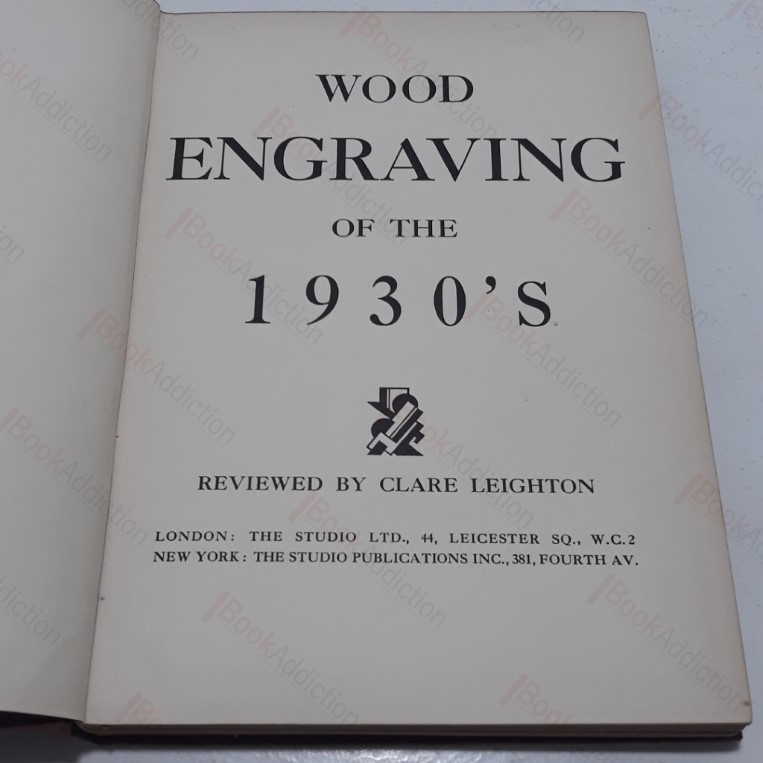 WOOD
ENGRAVING
OF THE
1930'S
REVIEWED BY CLARE LEIGHTON
LONDON: THE STUDIO LTD., 44, LEICESTER SQ., W.C.2
NEW YORK: THE STUDIO PUBLICATIONS INC., 381, FOURTH AV.
BookAddiction